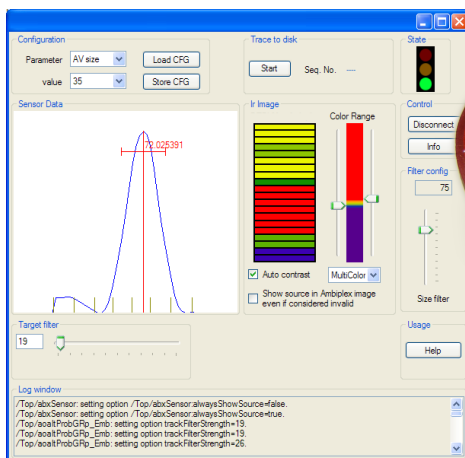 Configuration
Parameter AV size Load CFG
value 35 Store CFG
Trace to disk
Start Seq. No. ---
State
Sensor Data
72.025391
Ir Image
Color Range
Auto contrast MultiColor
Show source in Ambiplex image
even if considered invalid
Control
Disconnect
Info
Filter config
75
Size filter
Target filter
19
Usage
Help
Log window
/Top/abxSensor: setting option /Top/abxSensor:alwaysShowSource=false.
/Top/abxSensor: setting option /Top/abxSensor:alwaysShowSource=true.
/Top/aoaltProbGRp_Emb: setting option trackFilterStrength=19.
/Top/aoaltProbGRp_Emb: setting option trackFilterStrength=19.
/Top/aoaltProbGRp_Emb: setting option trackFilterStrength=26.